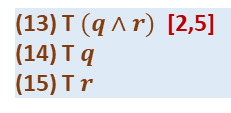 (13) T (q ∧ r) [2,5]
(14) T q
(15) T r